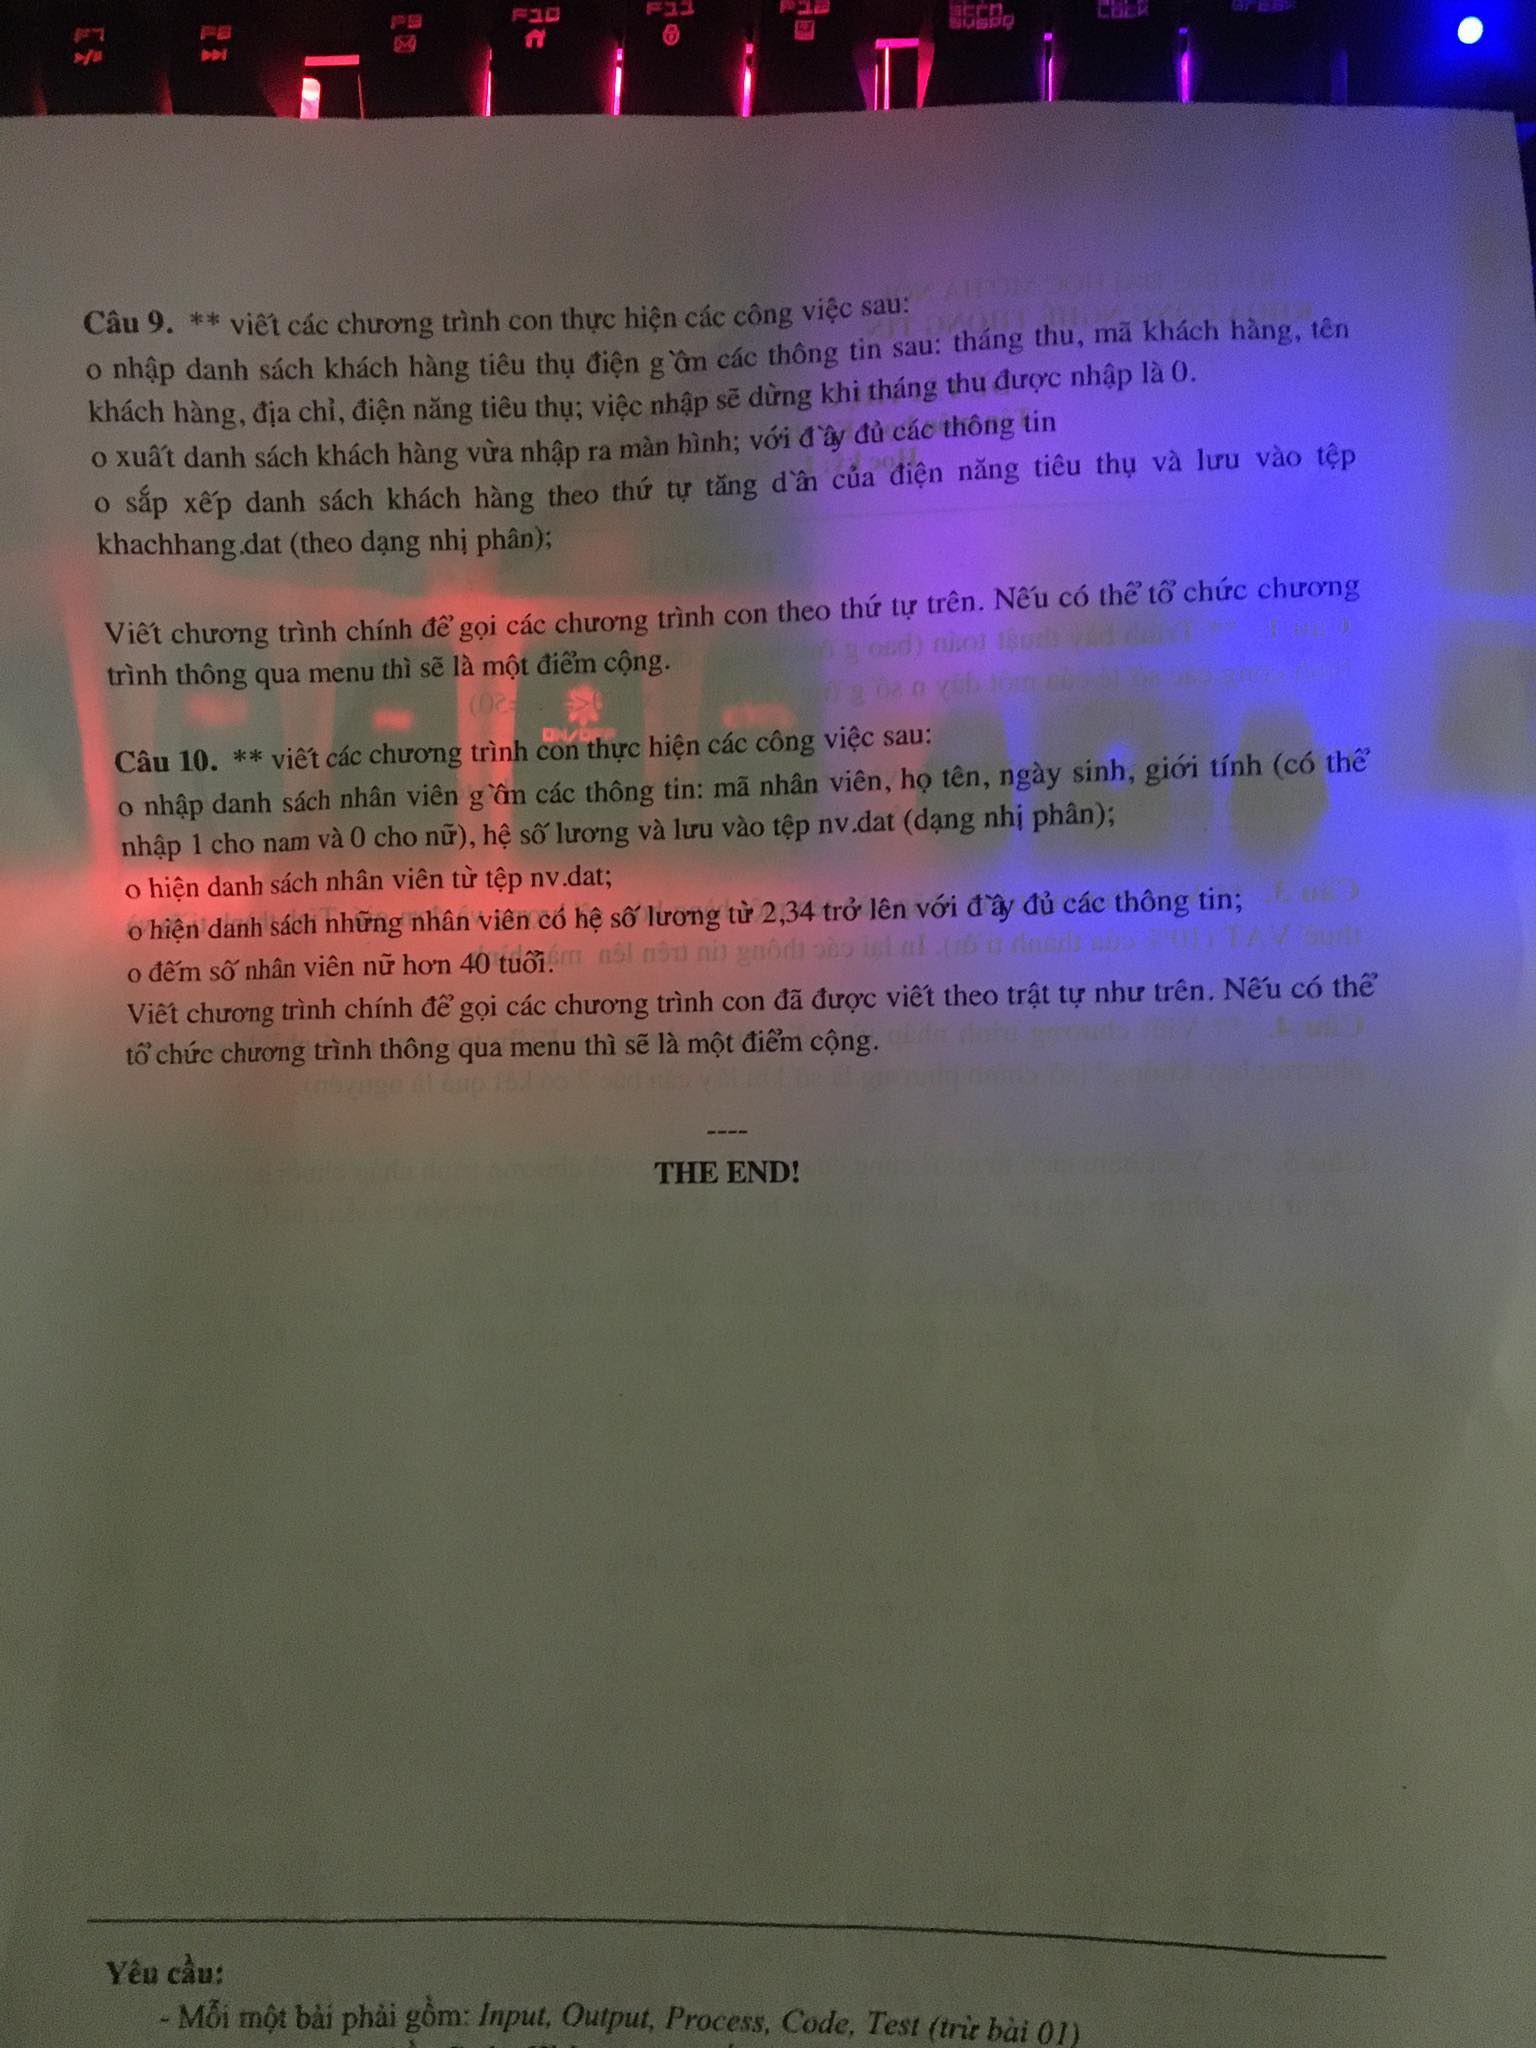 F7 F8 F9 F10 F11 F12
Câu 9. ** viết các chương trình con thực hiện các công việc sau:
o nhập danh sách khách hàng tiêu thụ điện gồm các thông tin sau: tháng thu, mã khách hàng, tên
khách hàng, địa chỉ, điện năng tiêu thụ; việc nhập sẽ dừng khi tháng thu được nhập là 0.
o xuất danh sách khách hàng vừa nhập ra màn hình; với đầy đủ các thông tin
o sắp xếp danh sách khách hàng theo thứ tự tăng dần của điện năng tiêu thụ và lưu vào tệp
khachhang.dat (theo dạng nhị phân);
Viết chương trình chính để gọi các chương trình con theo thứ tự trên. Nếu có thể tổ chức chương
trình thông qua menu thì sẽ là một điểm cộng.
ON/OFF
Câu 10. ** viết các chương trình con thực hiện các công việc sau:
o nhập danh sách nhân viên gồm các thông tin: mã nhân viên, họ tên, ngày sinh, giới tính (có thể
nhập 1 cho nam và 0 cho nữ), hệ số lương và lưu vào tệp nv.dat (dạng nhị phân);
o hiện danh sách nhân viên từ tệp nv.dat;
o hiện danh sách những nhân viên có hệ số lương từ 2,34 trở lên với đầy đủ các thông tin;
o đếm số nhân viên nữ hơn 40 tuổi.
Viết chương trình chính để gọi các chương trình con đã được viết theo trật tự như trên. Nếu có thể
tổ chức chương trình thông qua menu thì sẽ là một điểm cộng.
----
THE END!
Yêu cầu:
- Mỗi một bài phải gồm: Input, Output, Process, Code, Test (trừ bài 01)